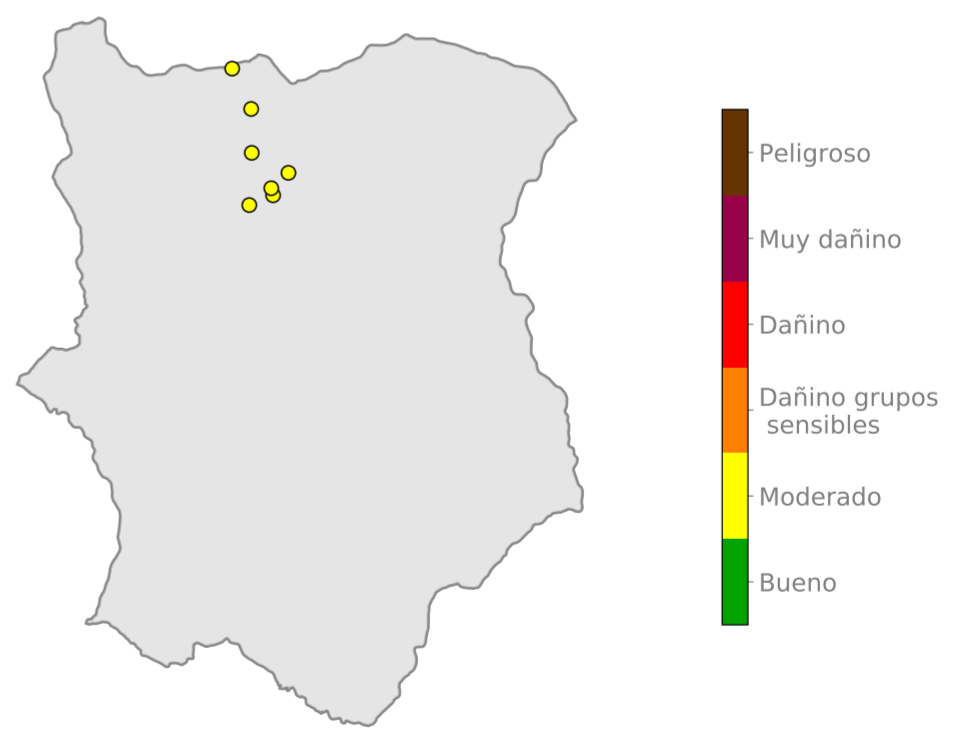 Peligroso
Muy dañino
Dañino
Dañino grupos
sensibles
Moderado
Bueno